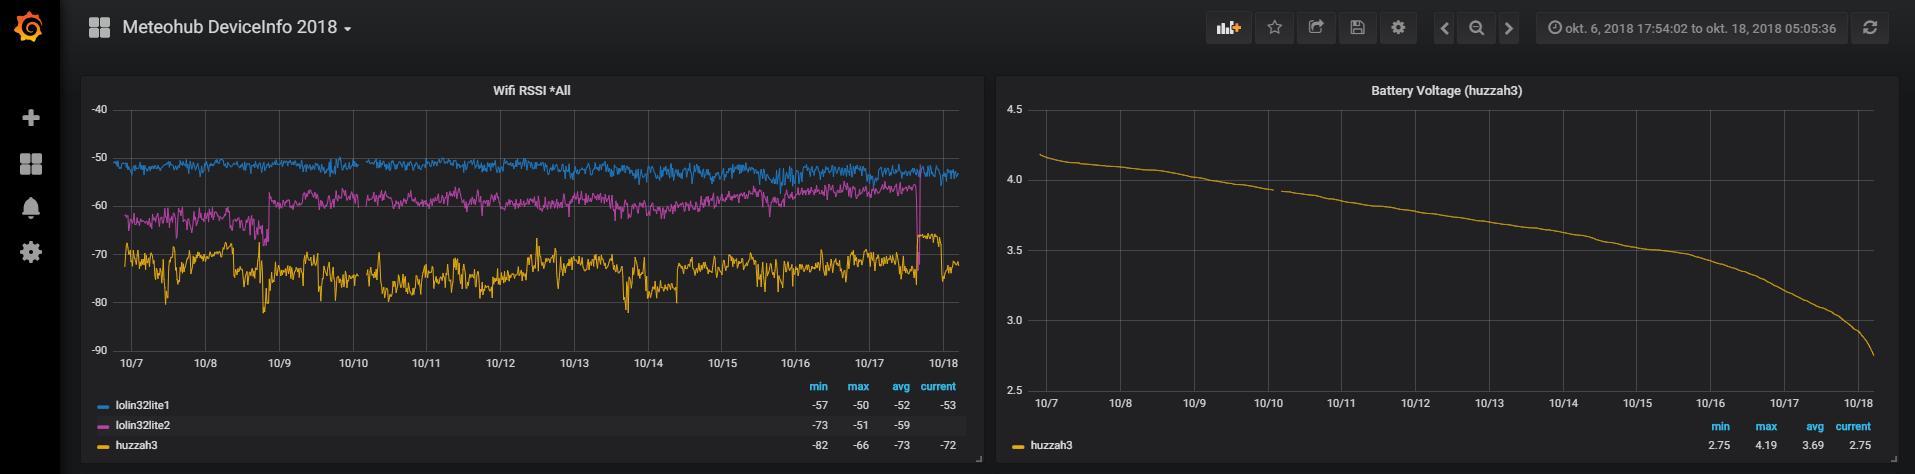 Meteohub DeviceInfo 2018
okt. 6, 2018 17:54:02 to okt. 18, 2018 05:05:36
Wifi RSSI *All
-40
-50
-60
-70
-80
-90
10/7 10/8 10/9 10/10 10/11 10/12 10/13 10/14 10/15 10/16 10/17 10/18
min max avg current
lolin32lite1 -57 -50 -52 -53
lolin32lite2 -73 -51 -59
huzzah3 -82 -66 -73 -72
Battery Voltage (huzzah3)
4.5
4.0
3.5
3.0
2.5
10/7 10/8 10/9 10/10 10/11 10/12 10/13 10/14 10/15 10/16 10/17 10/18
min max avg current
huzzah3 2.75 4.19 3.69 2.75